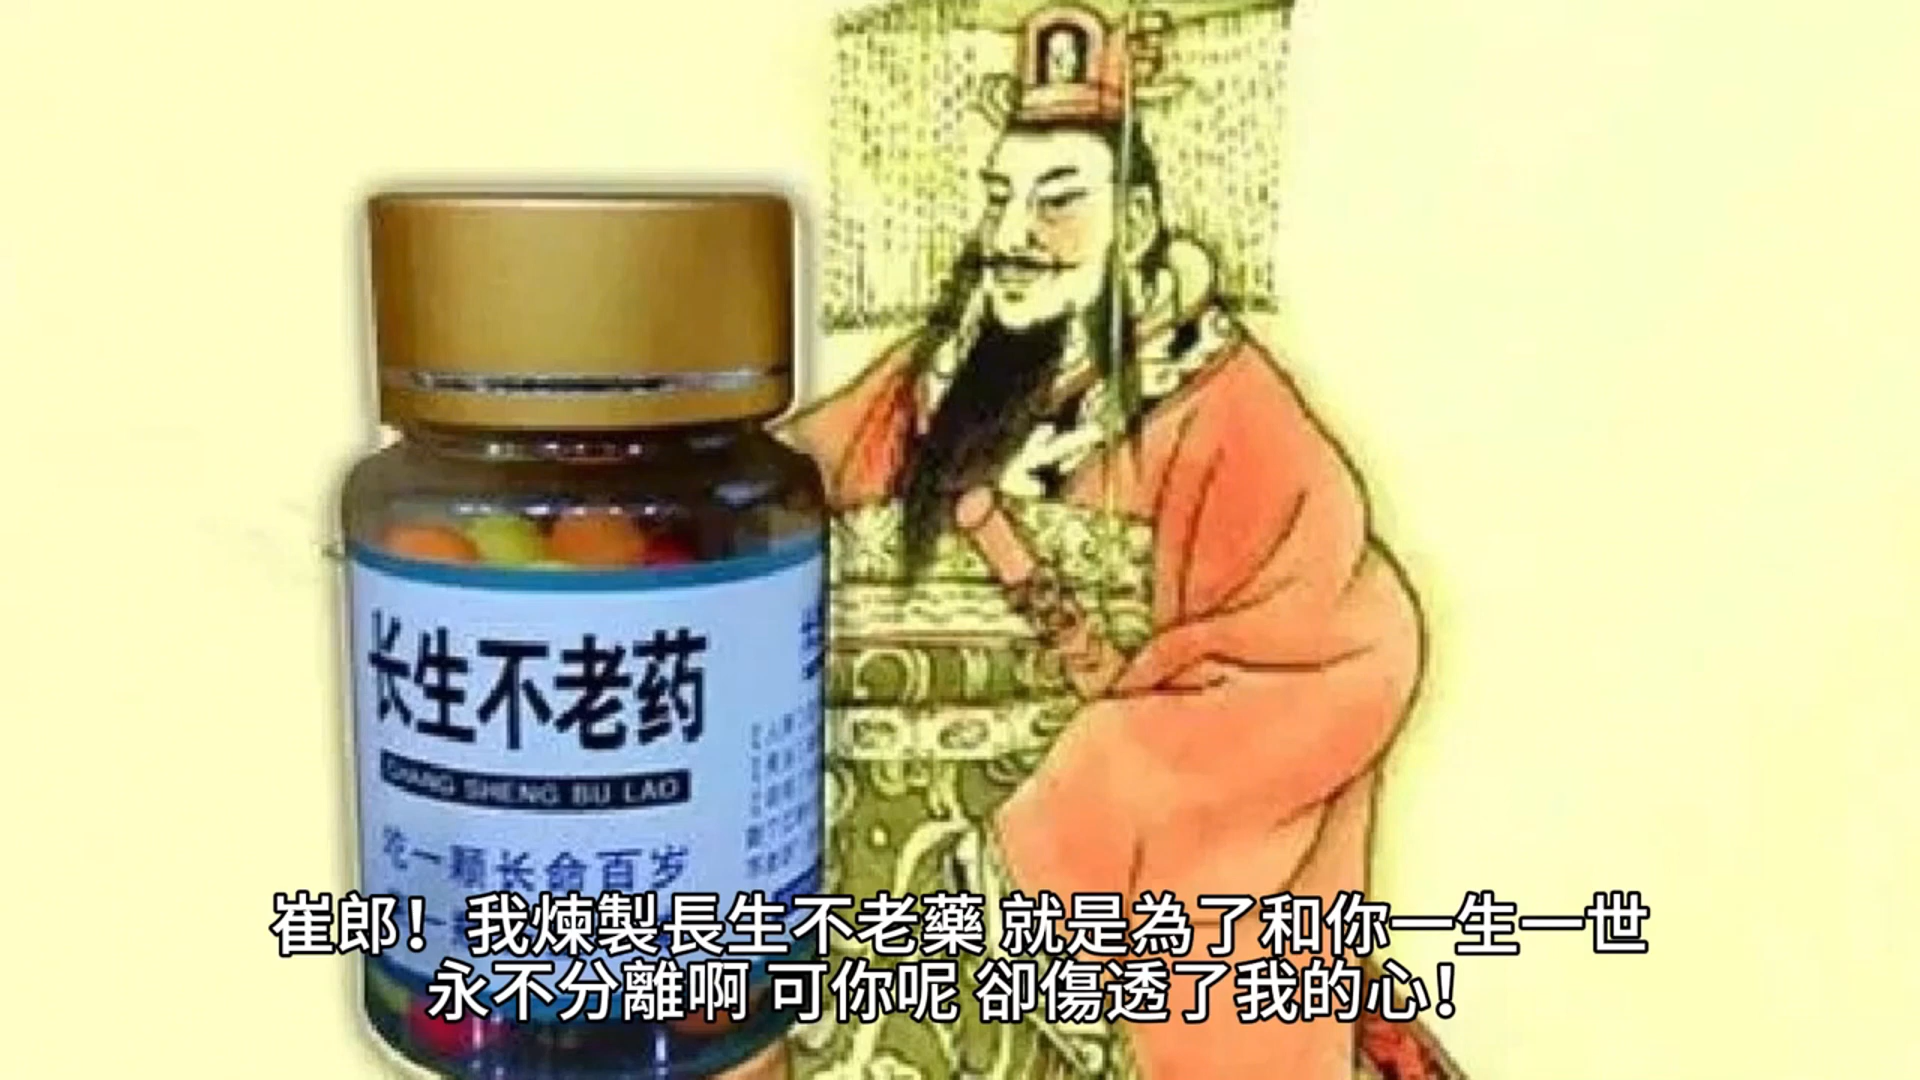 长生不老药
CHANG SHENG BU LAO
吃一颗长命百岁
崔郎！我煉製長生不老藥 就是為了和你一生一世
永不分離啊 可你呢 卻傷透了我的心！